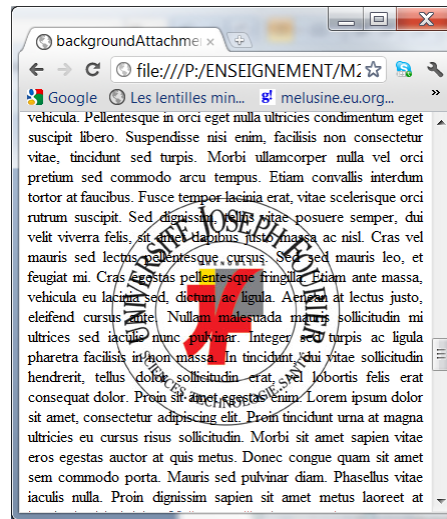 backgroundAttachme
file:///P:/ENSEIGNEMENT/M2
Google Les lentilles min... melusine.eu.org...
vehicula. Pellentesque in orci eget nulla ultricies condimentum eget
suscipit libero. Suspendisse nisi enim, facilisis non consectetur
vitae, tincidunt sed turpis. Morbi ullamcorper nulla vel orci
pretium sed commodo arcu tempus. Etiam convallis interdum
tortor at faucibus. Fusce tempor lacinia erat, vitae scelerisque orci
rutrum suscipit. Sed dignissim, tellus vitae posuere semper, dui
velit viverra felis, sit amet dapibus justo massa ac nisl. Cras vel
mauris sed lectus pellentesque cursus. Sed sed mauris leo, et
feugiat mi. Cras egestas pellentesque fringilla. Etiam ante massa,
vehicula eu lacinia sed, dictum ac ligula. Aenean at lectus justo,
eleifend cursus ante. Nullam malesuada mauris sollicitudin mi
ultrices sed iaculis nunc pulvinar. Integer sed turpis ac ligula
pharetra facilisis in non massa. In tincidunt dui vitae sollicitudin
hendrerit, tellus dolor sollicitudin erat, vel lobortis felis erat
consequat dolor. Proin sit amet egestas enim. Lorem ipsum dolor
sit amet, consectetur adipiscing elit. Proin tincidunt urna at magna
ultricies eu cursus risus sollicitudin. Morbi sit amet sapien vitae
eros egestas auctor at quis metus. Donec congue quam sit amet
sem commodo porta. Mauris sed pulvinar diam. Phasellus vitae
iaculis nulla. Proin dignissim sapien sit amet metus laoreet at
UNIVERSITE JOSEPH FOURIER
SCIENCES. TECHNOLOGIE. SANTE